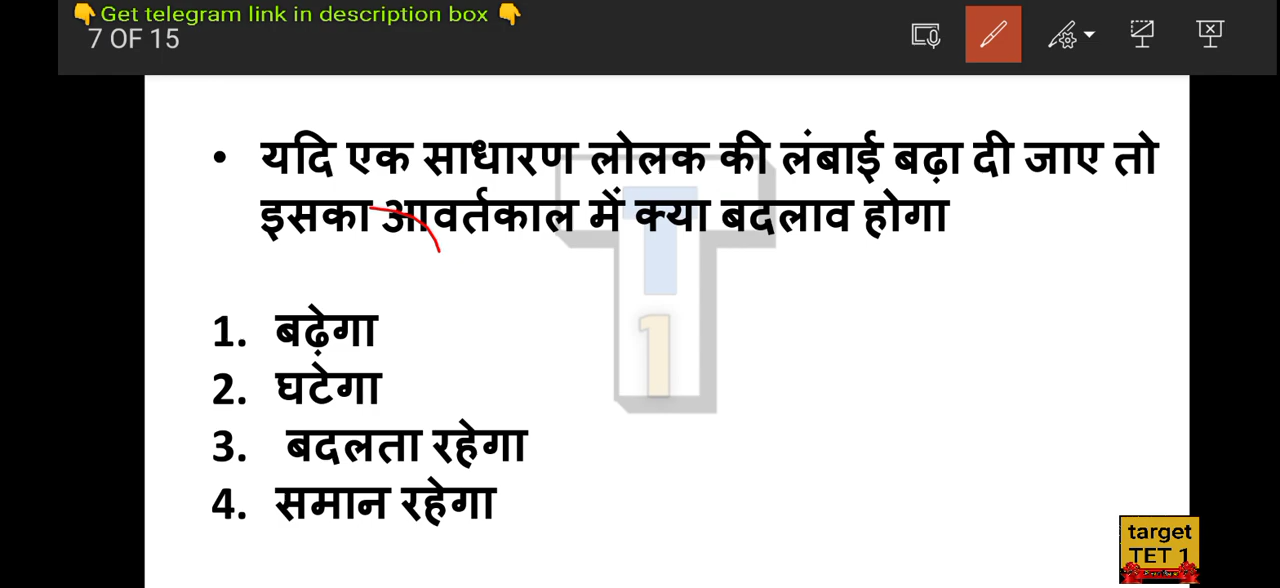 👇Get telegram link in description box 👇
7 OF 15
• यदि एक साधारण लोलक की लंबाई बढ़ा दी जाए तो
इसका आवर्तकाल में क्या बदलाव होगा
1. बढ़ेगा
2. घटेगा
3. बदलता रहेगा
4. समान रहेगा
T
1
target
TET 1